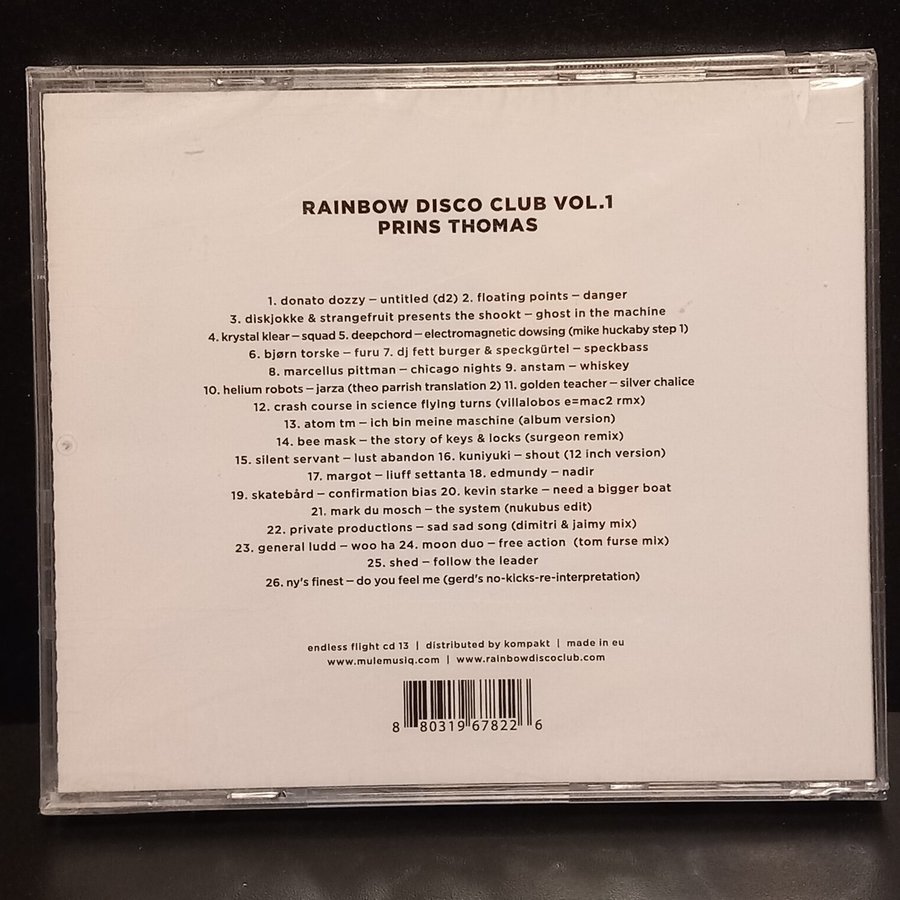 RAINBOW DISCO CLUB VOL.1
PRINS THOMAS
1. donato dozzy – untitled (d2) 2. floating points – danger
3. diskjokke & strangefruit presents the shookt – ghost in the machine
4. krystal klear – squad 5. deepchord – electromagnetic dowsing (mike huckaby step 1)
6. bjørn torske – furu 7. dj fett burger & speckgürtel – speckbass
8. marcellus pittman – chicago nights 9. anstam – whiskey
10. helium robots – jarza (theo parrish translation 2) 11. golden teacher – silver chalice
12. crash course in science flying turns (villalobos e=mac2 rmx)
13. atom tm – ich bin meine maschine (album version)
14. bee mask – the story of keys & locks (surgeon remix)
15. silent servant – lust abandon 16. kuniyuki – shout (12 inch version)
17. margot – liuff settanta 18. edmundy – nadir
19. skatebård – confirmation bias 20. kevin starke – need a bigger boat
21. mark du mosch – the system (nukubus edit)
22. private productions – sad sad song (dimitri & jaimy mix)
23. general ludd – woo ha 24. moon duo – free action (tom furse mix)
25. shed – follow the leader
26. ny's finest – do you feel me (gerd's no-kicks-re-interpretation)
endless flight cd 13 | distributed by kompakt | made in eu
www.mulemusiq.com | www.rainbowdiscoclub.com
8 80319 67822 6